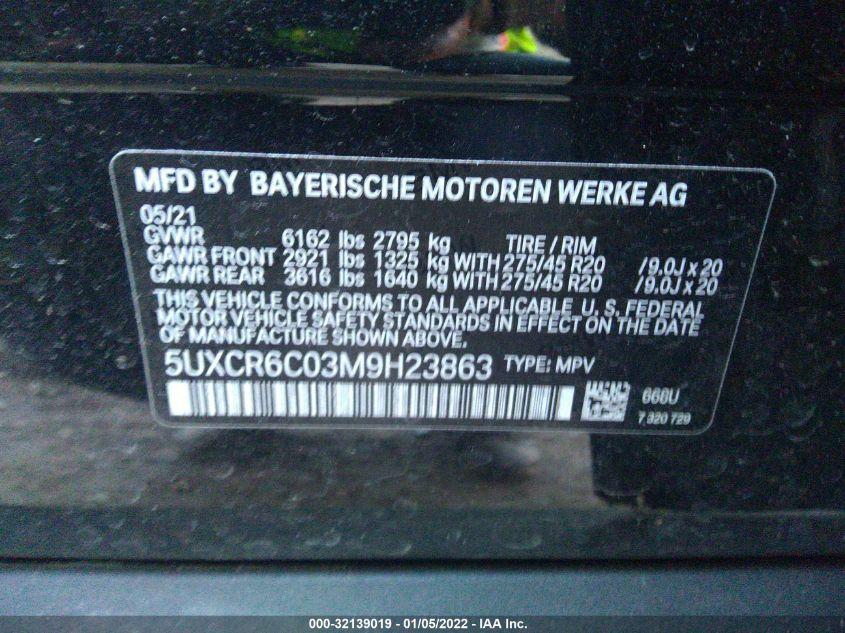 MFD BY BAYERISCHE MOTOREN WERKE AG
05/21
GVWR 6162 lbs 2795 kg TIRE / RIM
GAWR FRONT 2921 lbs 1325 kg WITH 275/45 R20 /9.0J x 20
GAWR REAR 3616 lbs 1640 kg WITH 275/45 R20 /9.0J x 20
THIS VEHICLE CONFORMS TO ALL APPLICABLE U. S. FEDERAL
MOTOR VEHICLE SAFETY STANDARDS IN EFFECT ON THE DATE
OF MANUFACTURE SHOWN ABOVE.
5UXCR6C03M9H23863 TYPE: MPV
668U
7 320 729
000-32139019 - 01/05/2022 - IAA Inc.